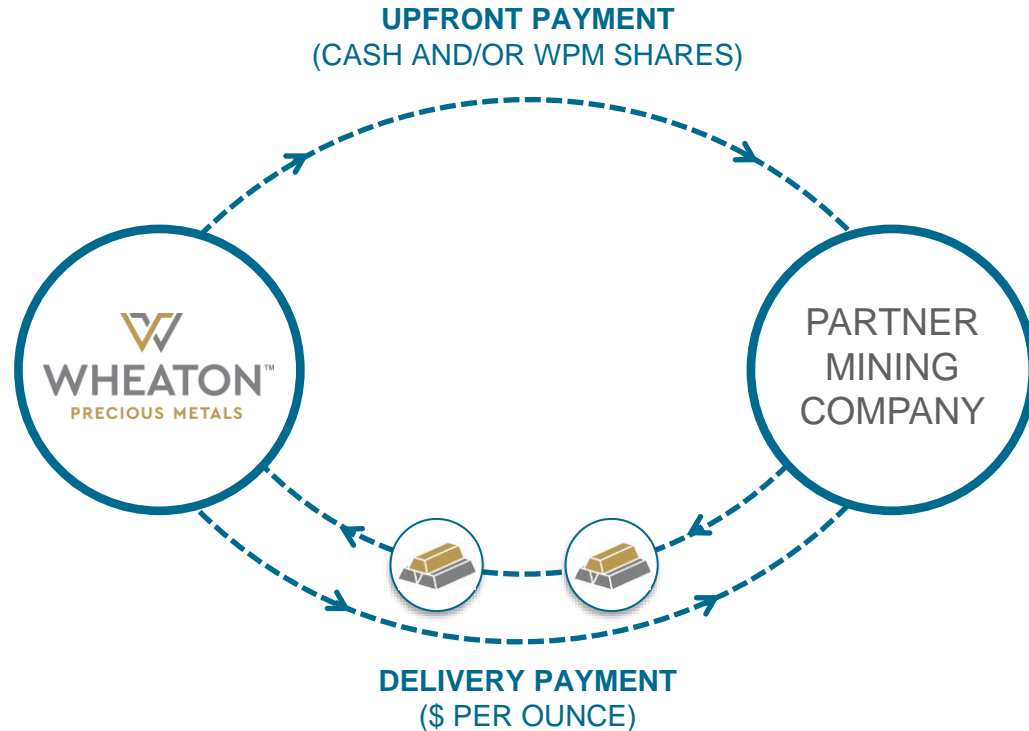 UPFRONT PAYMENT
(CASH AND/OR WPM SHARES)
WHEATON™
PRECIOUS METALS
PARTNER
MINING
COMPANY
DELIVERY PAYMENT
($ PER OUNCE)